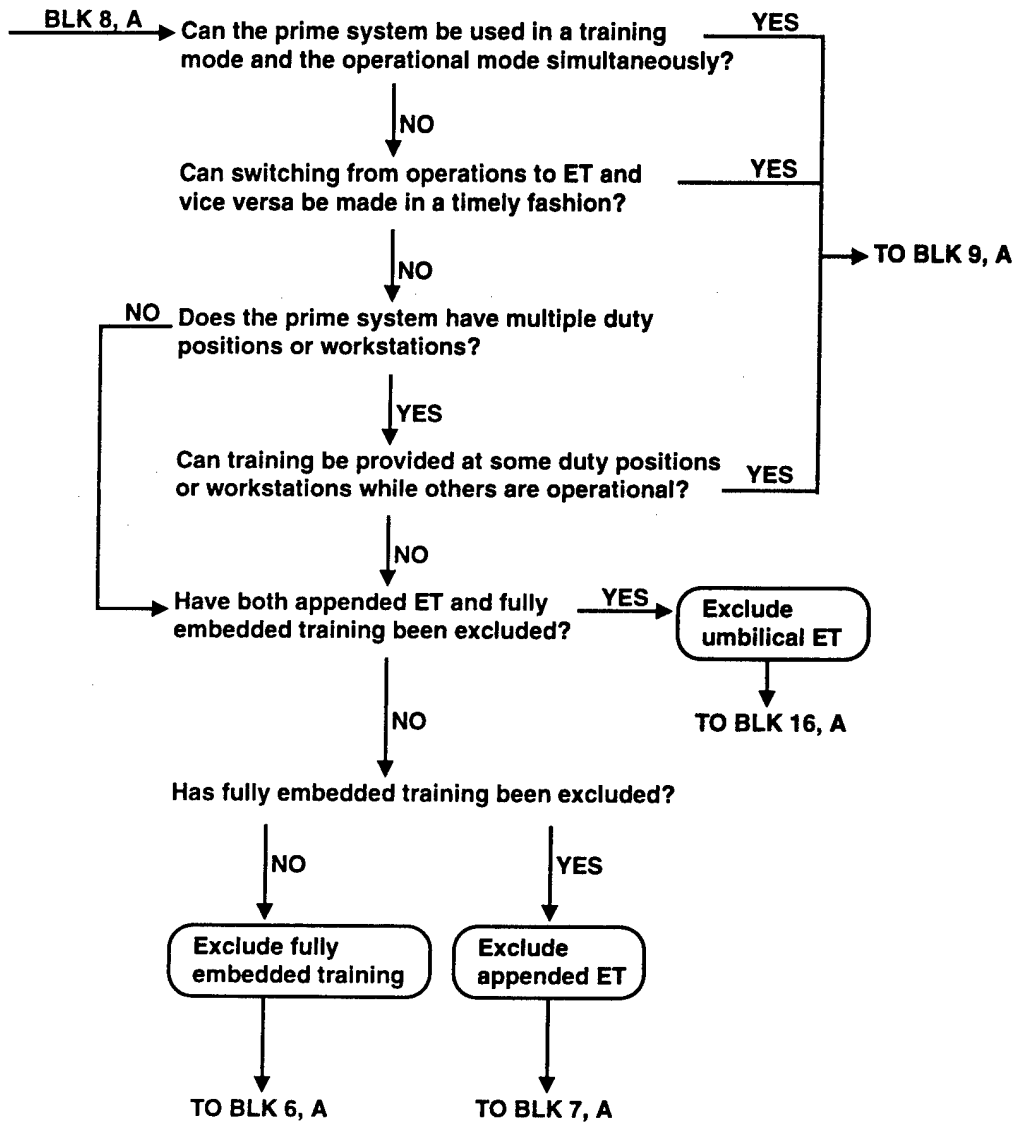 BLK 8, A
Can the prime system be used in a training
mode and the operational mode simultaneously?
YES
NO
Can switching from operations to ET and
vice versa be made in a timely fashion?
YES
TO BLK 9, A
NO
NO
Does the prime system have multiple duty
positions or workstations?
YES
Can training be provided at some duty positions
or workstations while others are operational?
YES
NO
Have both appended ET and fully
embedded training been excluded?
YES
Exclude
umbilical ET
TO BLK 16, A
NO
Has fully embedded training been excluded?
NO
YES
Exclude fully
embedded training
Exclude
appended ET
TO BLK 6, A
TO BLK 7, A